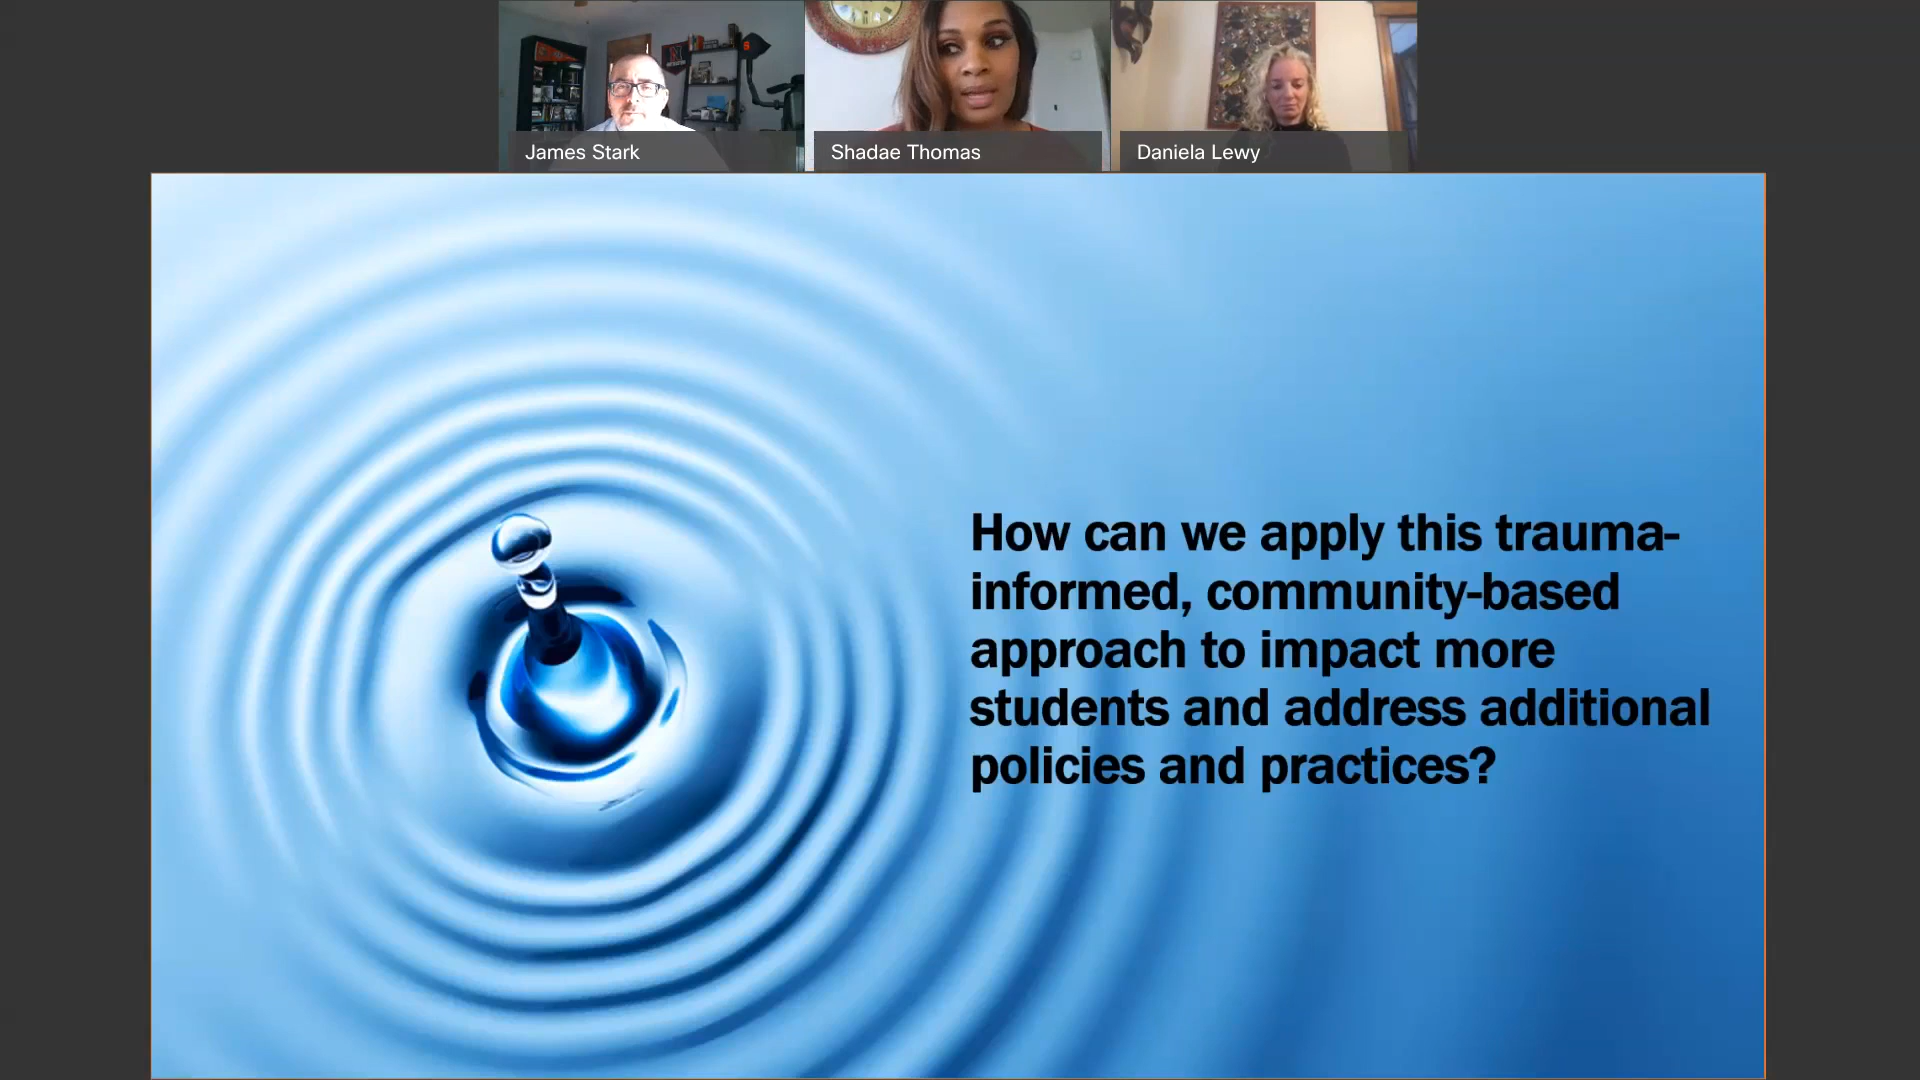 James Stark
Shadae Thomas
Daniela Lewy
How can we apply this trauma-
informed, community-based
approach to impact more
students and address additional
policies and practices?